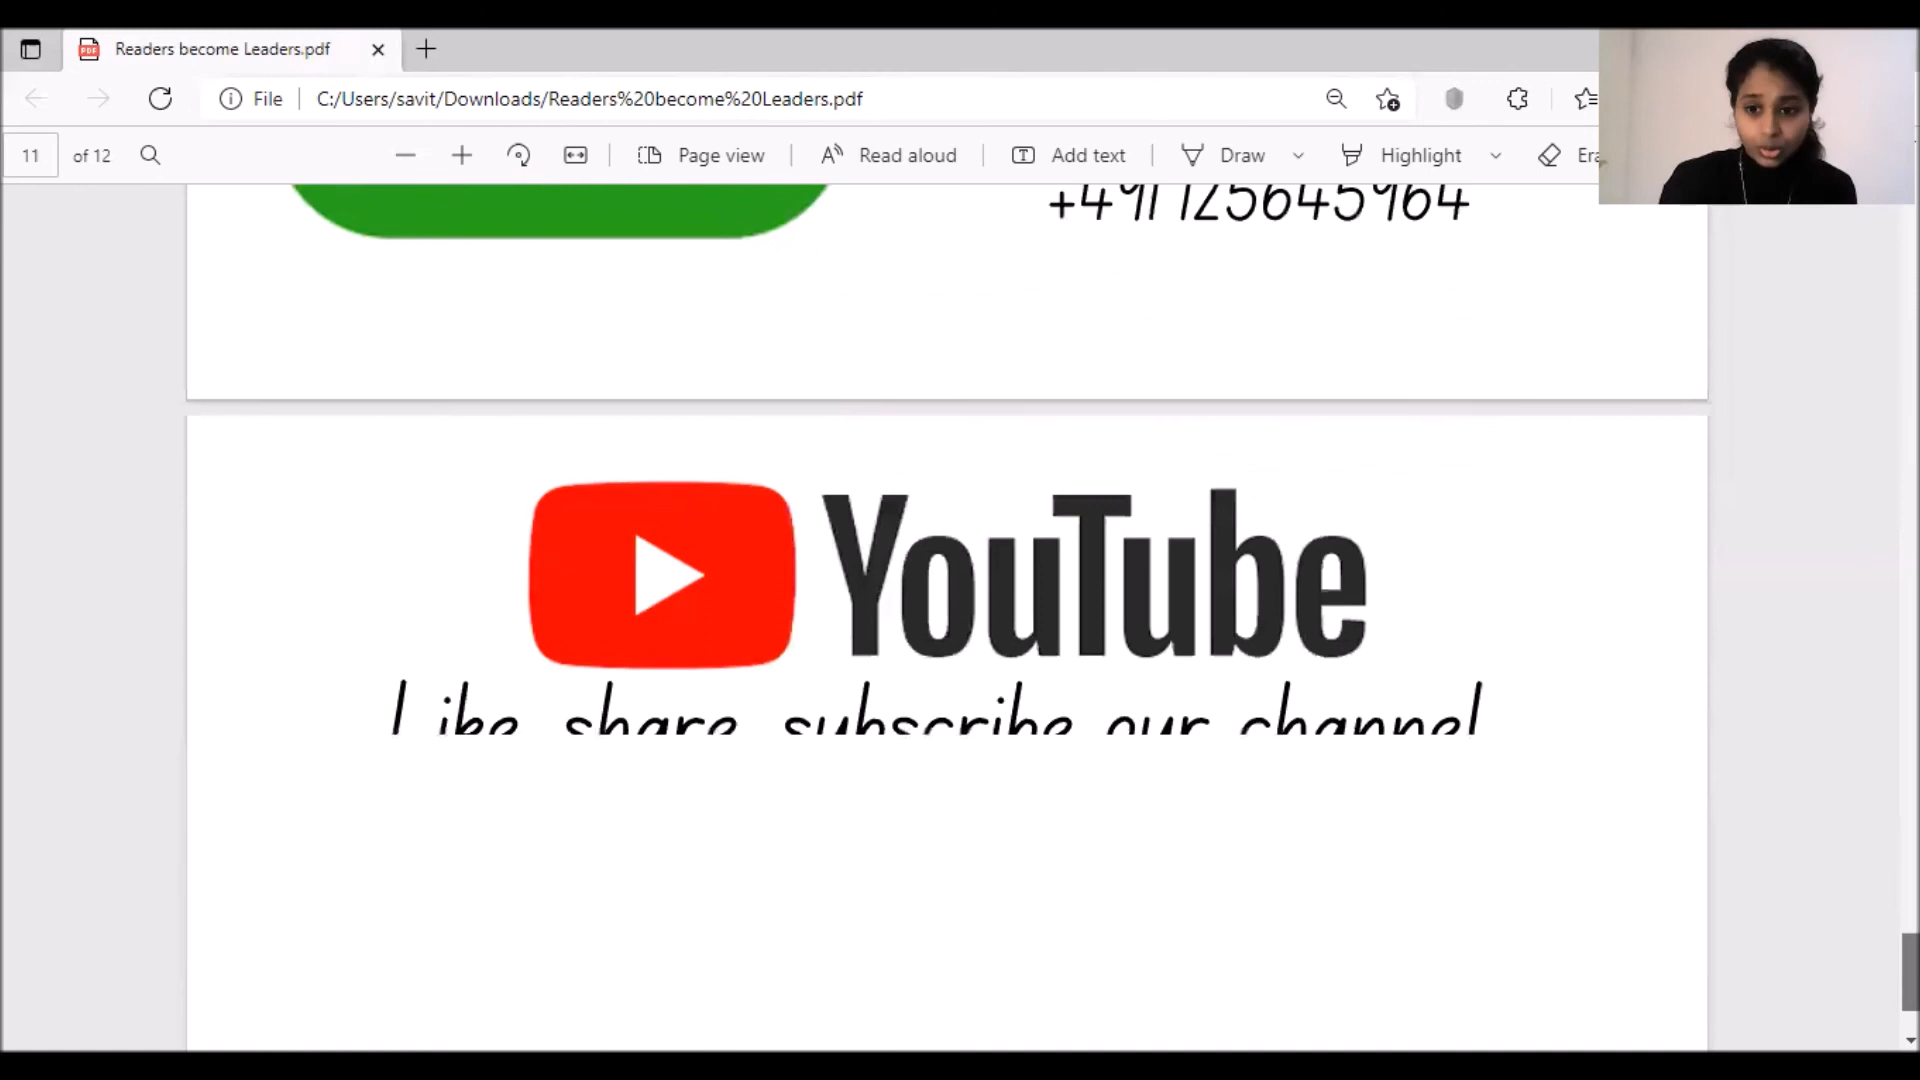 Readers become Leaders.pdf
File C:/Users/savit/Downloads/Readers%20become%20Leaders.pdf
11 of 12 Page view Read aloud Add text Draw Highlight Era
YouTube
Like, share, subscribe our channel